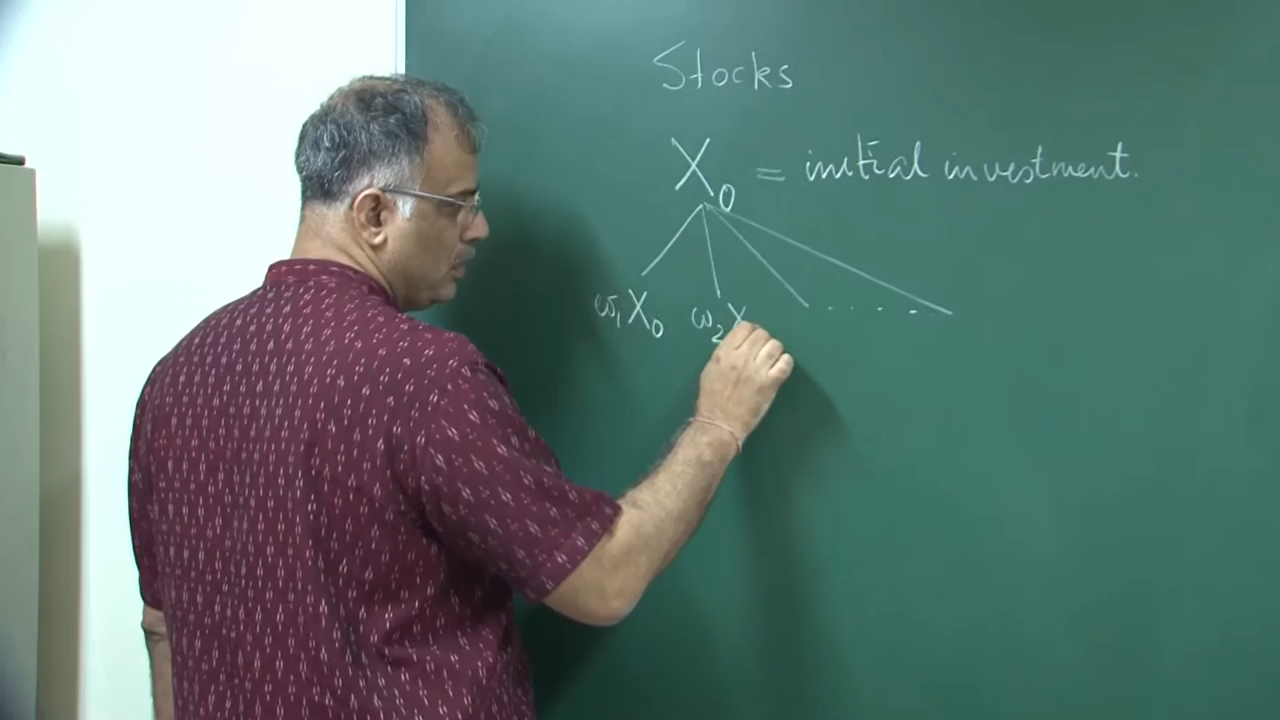 Stocks
X₀ = initial investment.
ω₁X₀ ω₂X . . . . .